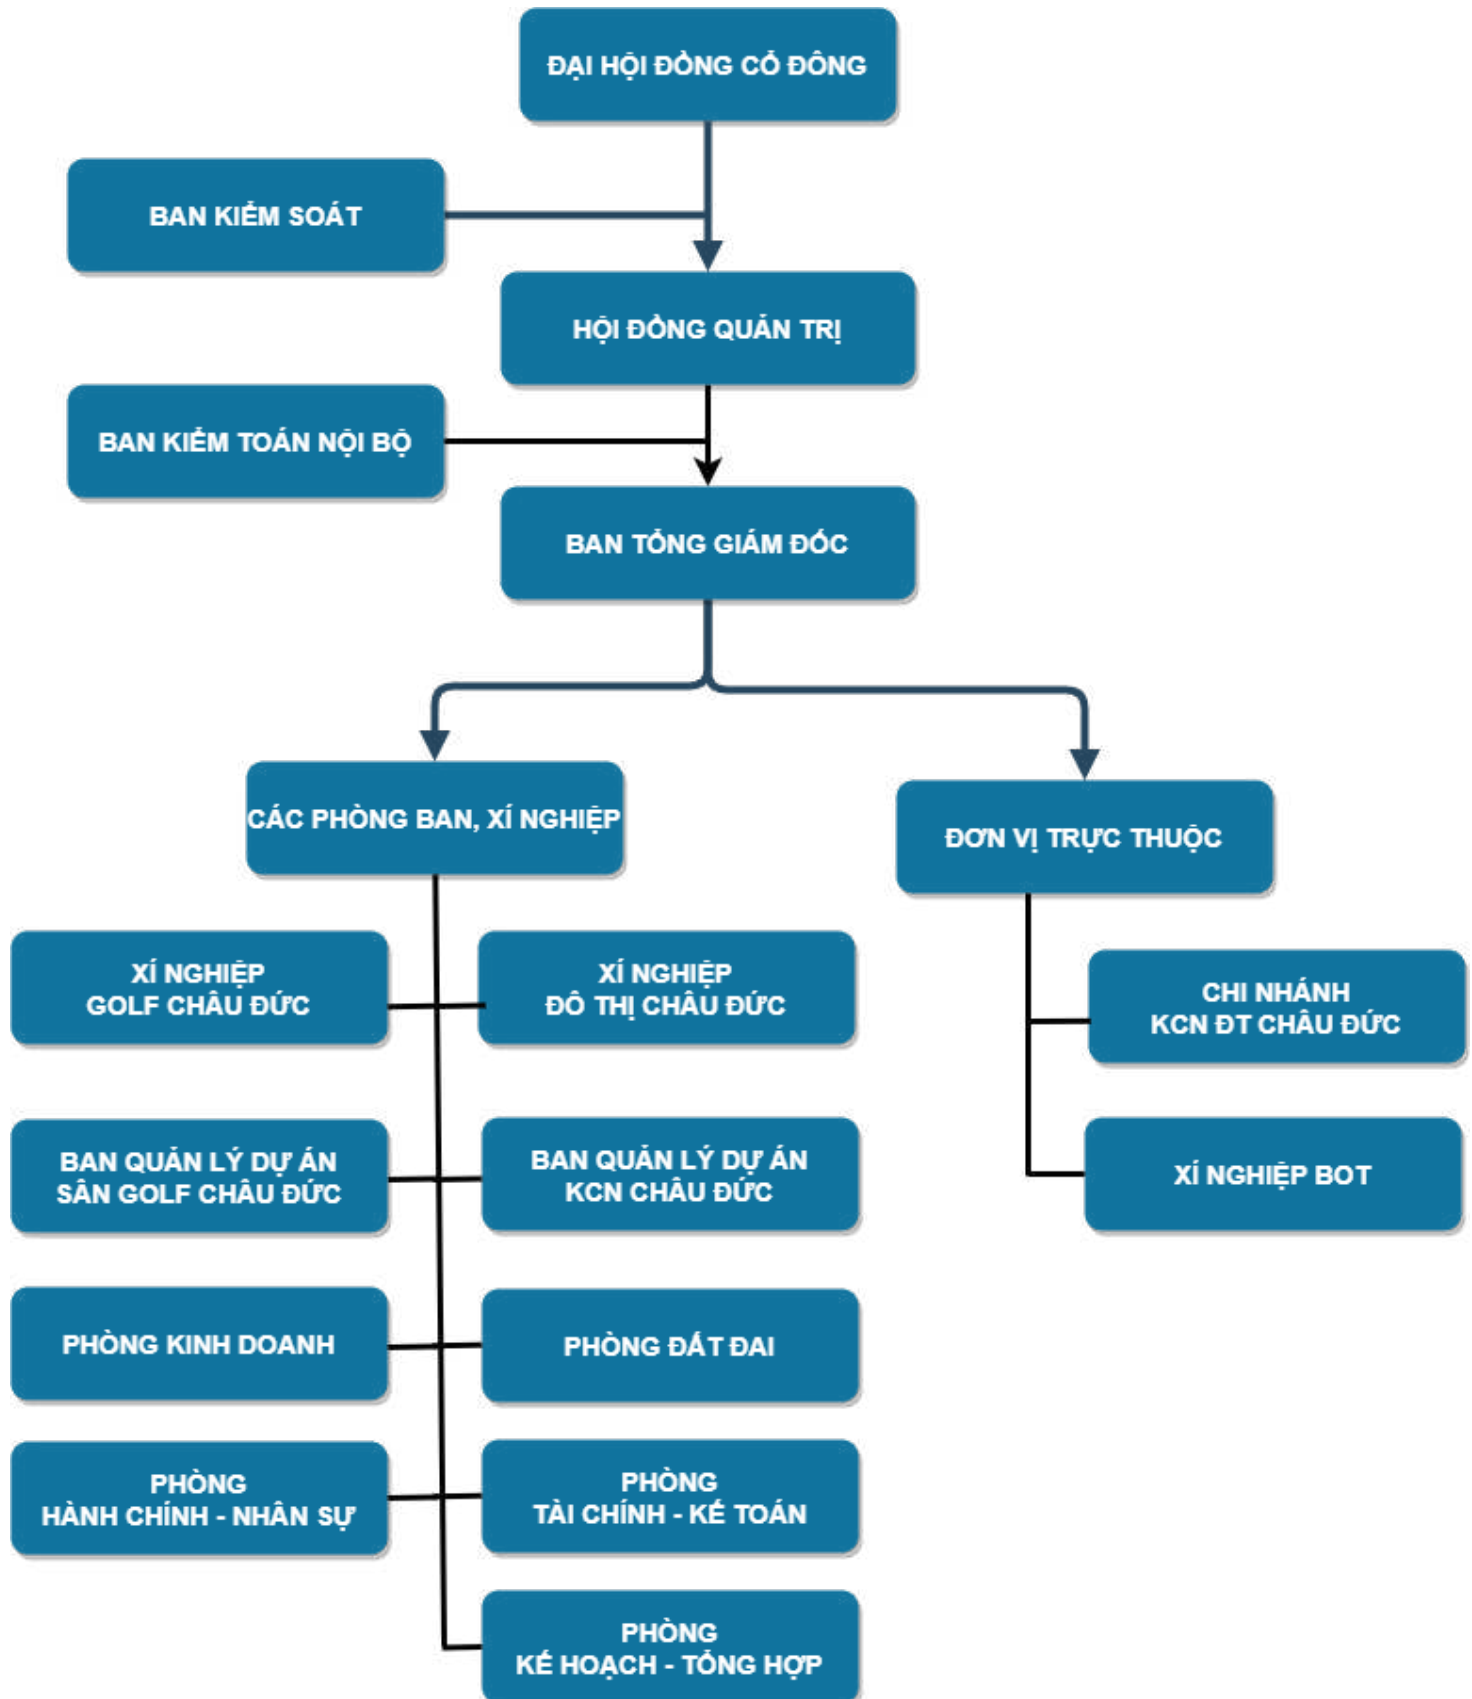 ĐẠI HỘI ĐỒNG CỔ ĐÔNG
BAN KIỂM SOÁT
HỘI ĐỒNG QUẢN TRỊ
BAN KIỂM TOÁN NỘI BỘ
BAN TỔNG GIÁM ĐỐC
CÁC PHÒNG BAN, XÍ NGHIỆP
ĐƠN VỊ TRỰC THUỘC
XÍ NGHIỆP
GOLF CHÂU ĐỨC
XÍ NGHIỆP
ĐÔ THỊ CHÂU ĐỨC
CHI NHÁNH
KCN ĐT CHÂU ĐỨC
BAN QUẢN LÝ DỰ ÁN
SÂN GOLF CHÂU ĐỨC
BAN QUẢN LÝ DỰ ÁN
KCN CHÂU ĐỨC
XÍ NGHIỆP BOT
PHÒNG KINH DOANH
PHÒNG ĐẤT ĐAI
PHÒNG
HÀNH CHÍNH - NHÂN SỰ
PHÒNG
TÀI CHÍNH - KẾ TOÁN
PHÒNG
KẾ HOẠCH - TỔNG HỢP